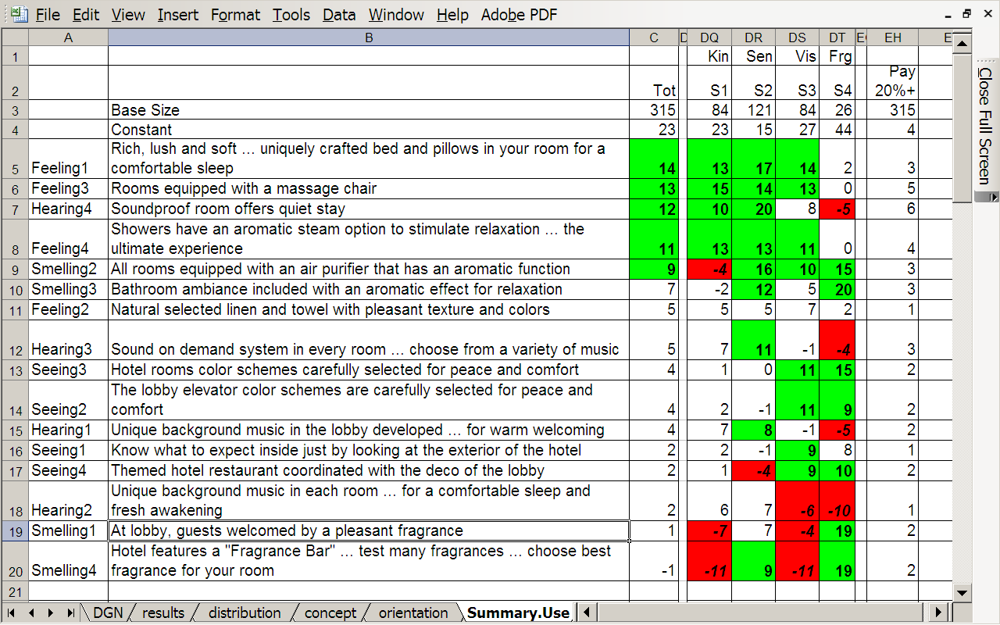 File Edit View Insert Format Tools Data Window Help Adobe PDF
A B C D DQ DR DS DT EH E
1 Kin Sen Vis Frg
Pay
2 Tot S1 S2 S3 S4 20%+
3 Base Size 315 84 121 84 26 315
4 Constant 23 23 15 27 44 4
Rich, lush and soft ... uniquely crafted bed and pillows in your room for a
5 Feeling1 comfortable sleep 14 13 17 14 2 3
6 Feeling3 Rooms equipped with a massage chair 13 15 14 13 0 5
7 Hearing4 Soundproof room offers quiet stay 12 10 20 8 -5 6
Showers have an aromatic steam option to stimulate relaxation ... the
8 Feeling4 ultimate experience 11 13 13 11 0 4
9 Smelling2 All rooms equipped with an air purifier that has an aromatic function 9 -4 16 10 15 3
10 Smelling3 Bathroom ambiance included with an aromatic effect for relaxation 7 -2 12 5 20 3
11 Feeling2 Natural selected linen and towel with pleasant texture and colors 5 5 5 7 2 1
12 Hearing3 Sound on demand system in every room ... choose from a variety of music 5 7 11 -1 -4 3
13 Seeing3 Hotel rooms color schemes carefully selected for peace and comfort 4 1 0 11 15 2
The lobby elevator color schemes are carefully selected for peace and
14 Seeing2 comfort 4 2 -1 11 9 2
15 Hearing1 Unique background music in the lobby developed ... for warm welcoming 4 7 8 -1 -5 2
16 Seeing1 Know what to expect inside just by looking at the exterior of the hotel 2 2 -1 9 8 1
17 Seeing4 Themed hotel restaurant coordinated with the deco of the lobby 2 1 -4 9 10 2
Unique background music in each room ... for a comfortable sleep and
18 Hearing2 fresh awakening 2 6 7 -6 -10 1
19 Smelling1 At lobby, guests welcomed by a pleasant fragrance 1 -7 7 -4 19 2
Hotel features a "Fragrance Bar" ... test many fragrances ... choose best
20 Smelling4 fragrance for your room -1 -11 9 -11 19 2
21
DGN results distribution concept orientation Summary.Use
Close Full Screen